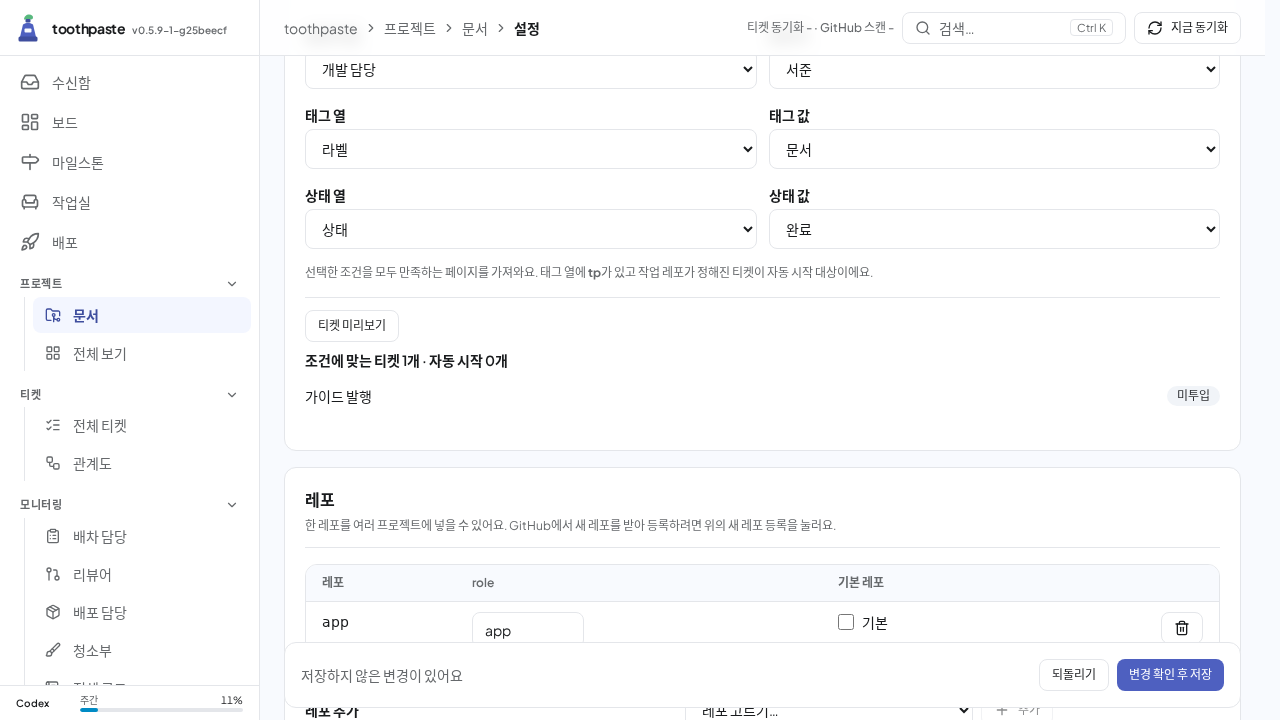 toothpaste v0.5.9-1-g25beecf
수신함
보드
마일스톤
작업실
배포
프로젝트
문서
전체 보기
티켓
전체 티켓
관계도
모니터링
배차 담당
리뷰어
배포 담당
청소부
Codex 주간 11%
toothpaste > 프로젝트 > 문서 > 설정
티켓 동기화 - · GitHub 스캔 -
검색... Ctrl K
지금 동기화
개발 담당 서준
태그 열 태그 값
라벨 문서
상태 열 상태 값
상태 완료
선택한 조건을 모두 만족하는 페이지를 가져와요. 태그 열에 tp가 있고 작업 레포가 정해진 티켓이 자동 시작 대상이에요.
티켓 미리보기
조건에 맞는 티켓 1개 · 자동 시작 0개
가이드 발행 미투입
레포
한 레포를 여러 프로젝트에 넣을 수 있어요. GitHub에서 새 레포를 받아 등록하려면 위의 새 레포 등록을 눌러요.
레포 role 기본 레포
app app 기본
저장하지 않은 변경이 있어요 되돌리기 변경 확인 후 저장
레포 추가 레포 고르기... 추가